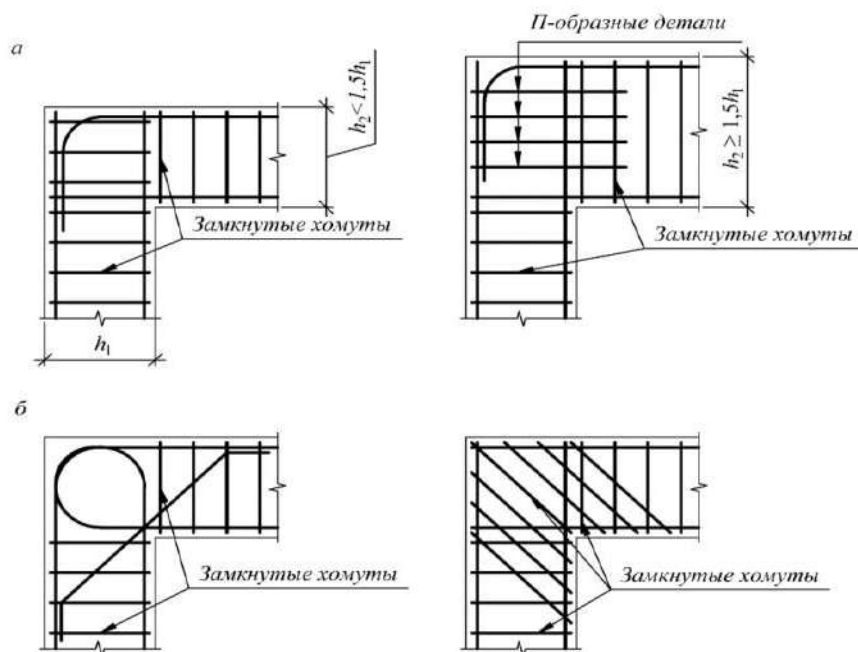 П-образные детали
а
h₂<1,5h₁
h₂ ≥ 1,5h₁
Замкнутые хомуты
Замкнутые хомуты
h₁
б
Замкнутые хомуты
Замкнутые хомуты